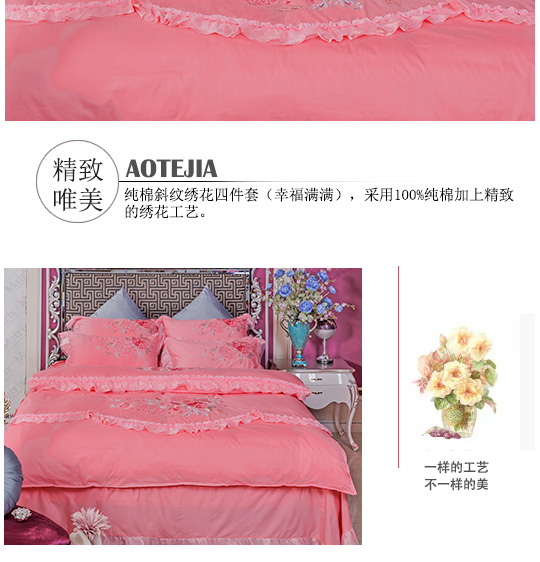 精致
唯美
AOTEJIA
纯棉斜纹绣花四件套（幸福满满），采用100%纯棉加上精致
的绣花工艺。
一样的工艺
不一样的美